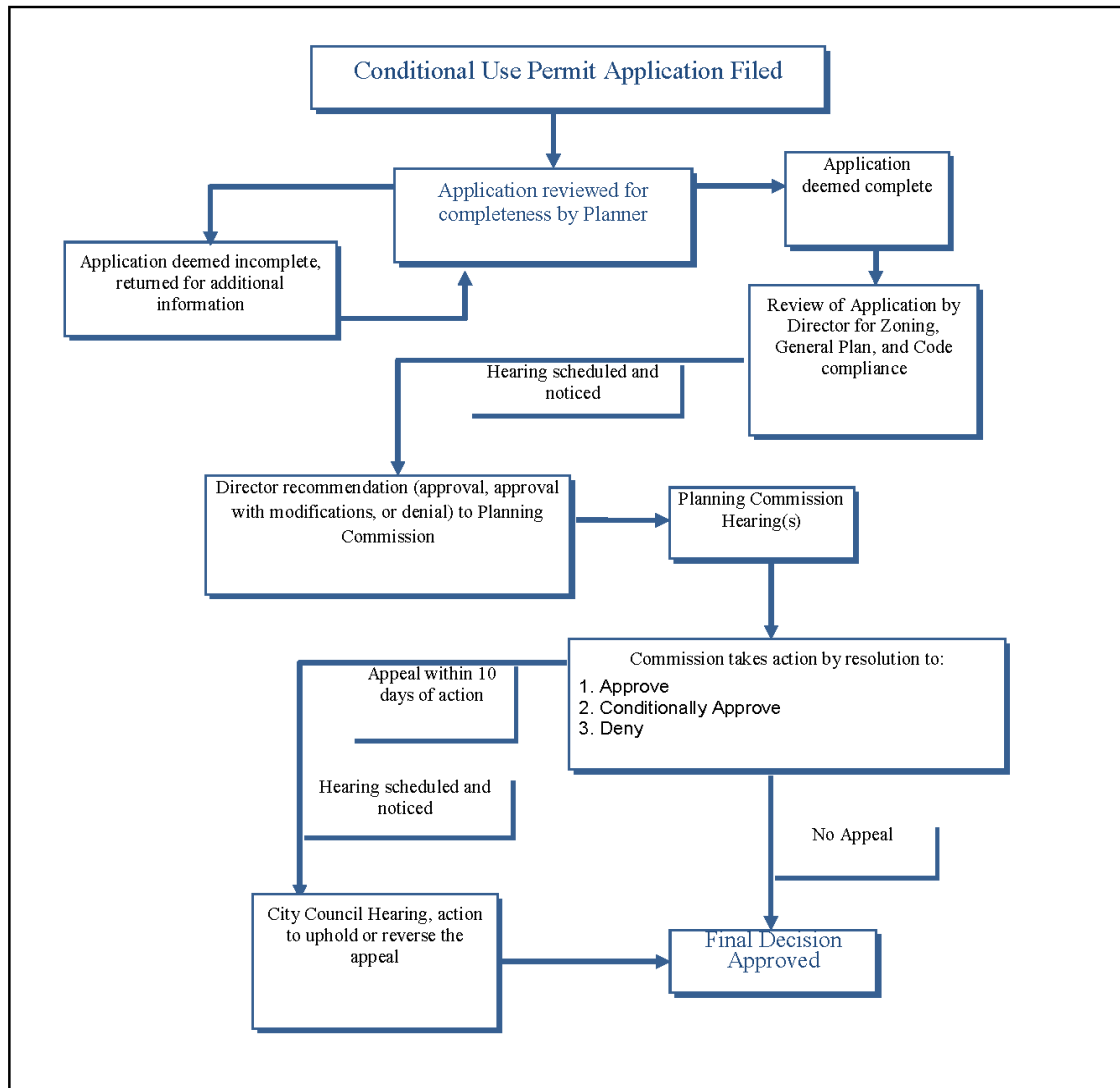 Conditional Use Permit Application Filed
Application reviewed for
completeness by Planner
Application
deemed complete
Application deemed incomplete,
returned for additional
information
Review of Application by
Director for Zoning,
General Plan, and Code
compliance
Hearing scheduled and
noticed
Director recommendation (approval, approval
with modifications, or denial) to Planning
Commission
Planning Commission
Hearing(s)
Commission takes action by resolution to:
1. Approve
2. Conditionally Approve
3. Deny
Appeal within 10
days of action
Hearing scheduled and
noticed
No Appeal
City Council Hearing, action
to uphold or reverse the
appeal
Final Decision
Approved